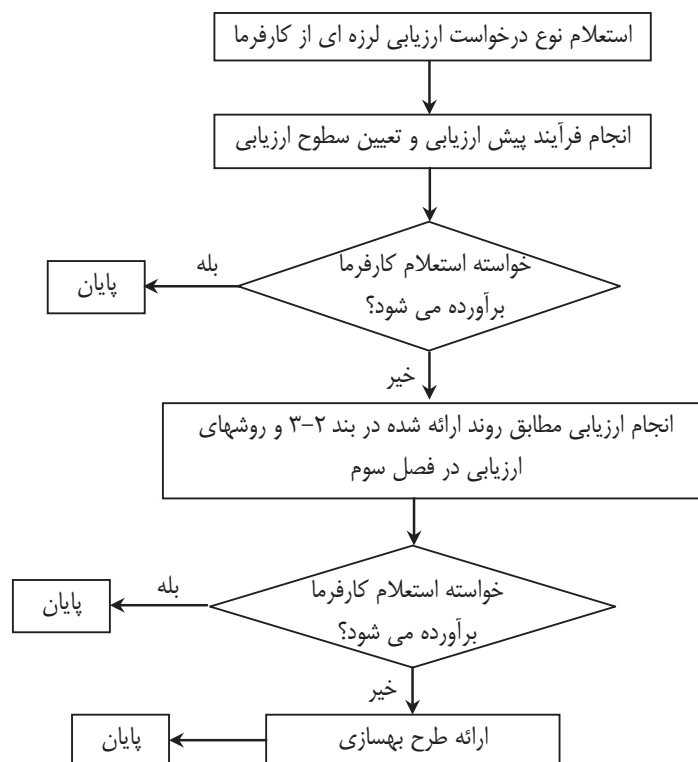 استعلام نوع درخواست ارزیابی لرزه ای از کارفرما
انجام فرآیند پیش ارزیابی و تعیین سطوح ارزیابی
خواسته استعلام کارفرما
برآورده می شود؟
بله
پایان
خیر
انجام ارزیابی مطابق روند ارائه شده در بند ۲-۳ و روشهای
ارزیابی در فصل سوم
خواسته استعلام کارفرما
برآورده می شود؟
بله
پایان
خیر
ارائه طرح بهسازی
پایان